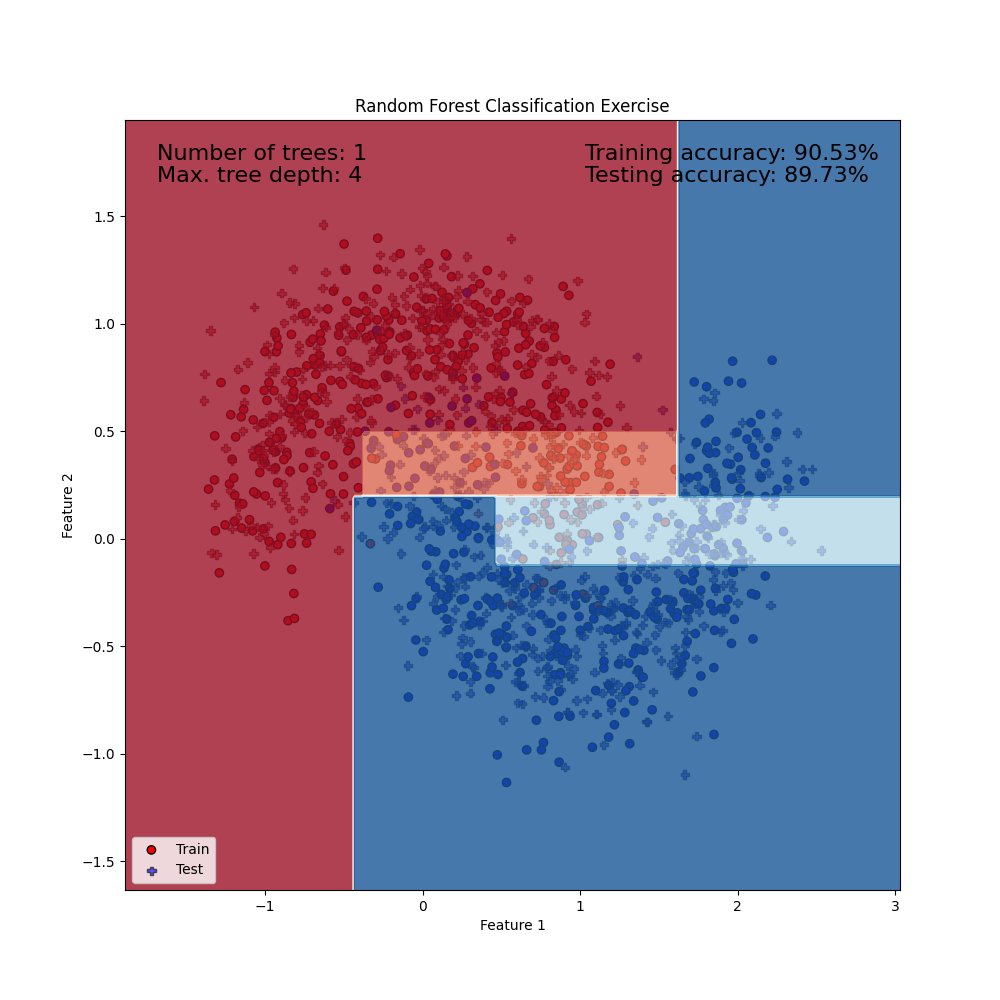 Random Forest Classification Exercise
Number of trees: 1
Max. tree depth: 4
Training accuracy: 90.53%
Testing accuracy: 89.73%
1.5
1.0
0.5
0.0
−0.5
−1.0
−1.5
Feature 2
Train
Test
−1
0
1
2
3
Feature 1